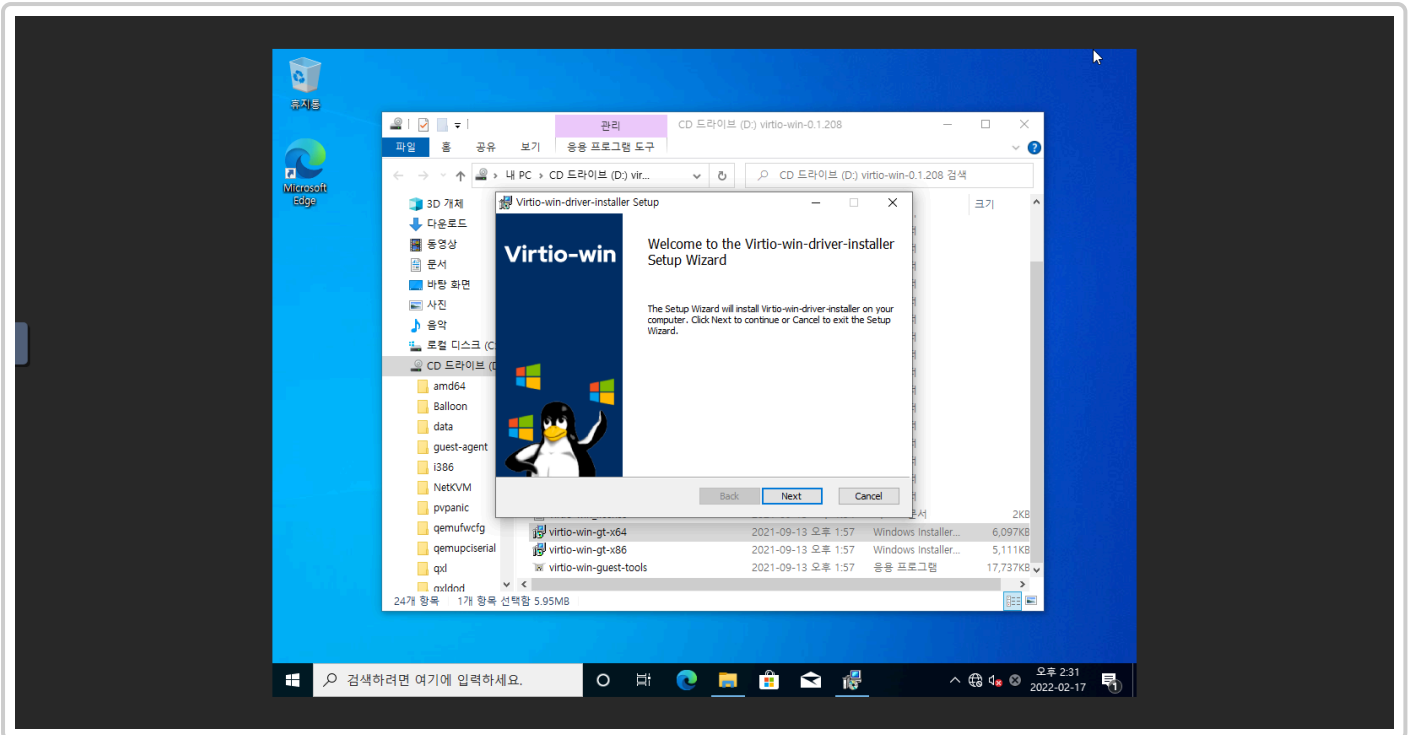 휴지통
Microsoft
Edge
관리
CD 드라이브 (D:) virtio-win-0.1.208
파일
홈
공유
보기
응용 프로그램 도구
내 PC › CD 드라이브 (D:) vir...
CD 드라이브 (D:) virtio-win-0.1.208 검색
3D 개체
다운로드
동영상
문서
바탕 화면
사진
음악
로컬 디스크 (C
CD 드라이브 (D
amd64
Balloon
data
guest-agent
i386
NetKVM
pvpanic
qemufwcfg
qemupciserial
qxl
qxldod
크기
Virtio-win-driver-installer Setup
Virtio-win
Welcome to the Virtio-win-driver-installer
Setup Wizard
The Setup Wizard will install Virtio-win-driver-installer on your
computer. Click Next to continue or Cancel to exit the Setup
Wizard.
Back
Next
Cancel
2KB
virtio-win-gt-x64 2021-09-13 오후 1:57 Windows Installer... 6,097KB
virtio-win-gt-x86 2021-09-13 오후 1:57 Windows Installer... 5,111KB
virtio-win-guest-tools 2021-09-13 오후 1:57 응용 프로그램 17,737KB
24개 항목 1개 항목 선택함 5.95MB
검색하려면 여기에 입력하세요.
오후 2:31
2022-02-17
1